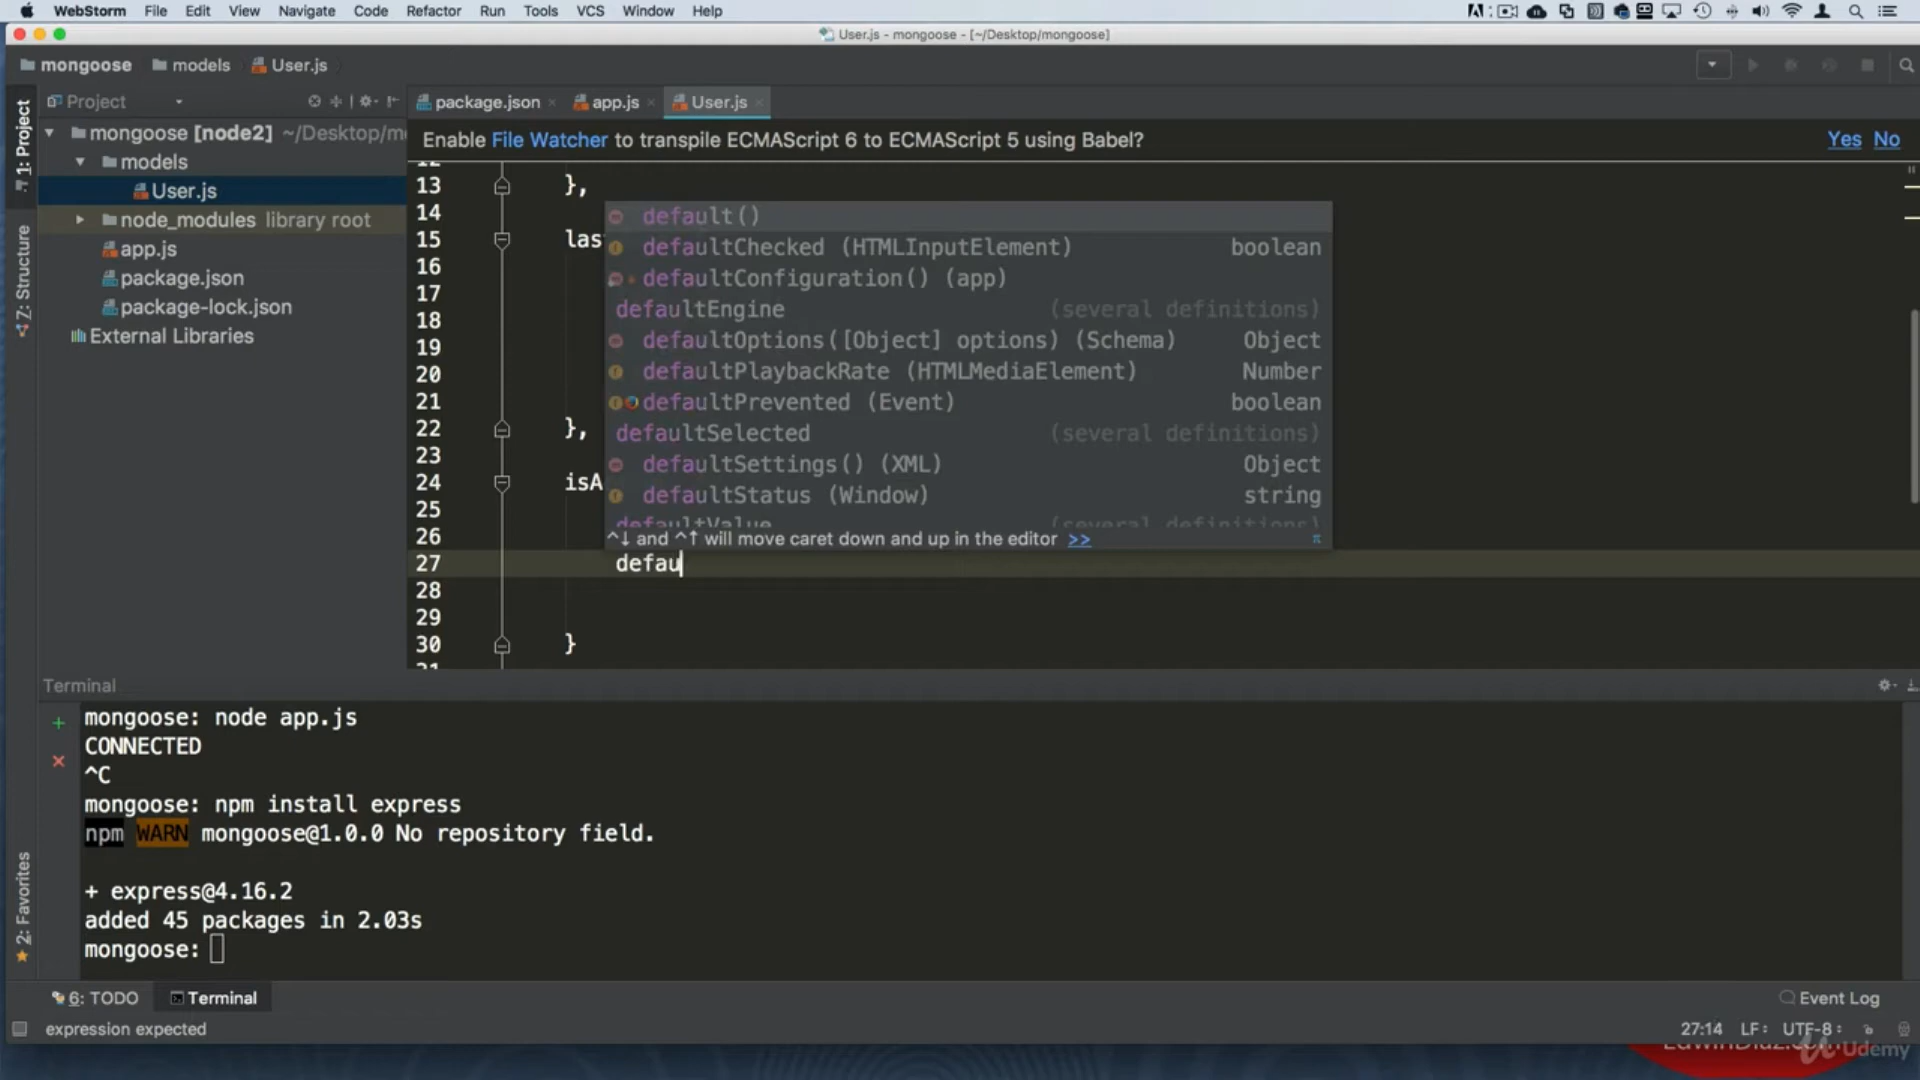 WebStorm File Edit View Navigate Code Refactor Run Tools VCS Window Help
User.js - mongoose - [~/Desktop/mongoose]
mongoose models User.js
1: Project
Z: Structure
2: Favorites
Project
mongoose [node2] ~/Desktop/m
models
User.js
node_modules library root
app.js
package.json
package-lock.json
External Libraries
package.json app.js User.js
Enable File Watcher to transpile ECMAScript 6 to ECMAScript 5 using Babel? Yes No
13 },
14
15 las
16
17
18
19
20
21
22 },
23
24 isA
25
26
27 defau
28
29
30 }
default()
defaultChecked (HTMLInputElement) boolean
defaultConfiguration() (app)
defaultEngine (several definitions)
defaultOptions([Object] options) (Schema) Object
defaultPlaybackRate (HTMLMediaElement) Number
defaultPrevented (Event) boolean
defaultSelected (several definitions)
defaultSettings() (XML) Object
defaultStatus (Window) string
defaultValue (several definitions)
^↓ and ^↑ will move caret down and up in the editor >> π
Terminal
mongoose: node app.js
CONNECTED
^C
mongoose: npm install express
npm WARN mongoose@1.0.0 No repository field.
+ express@4.16.2
added 45 packages in 2.03s
mongoose:
6: TODO Terminal Event Log
expression expected 27:14 LF: UTF-8:
Udemy